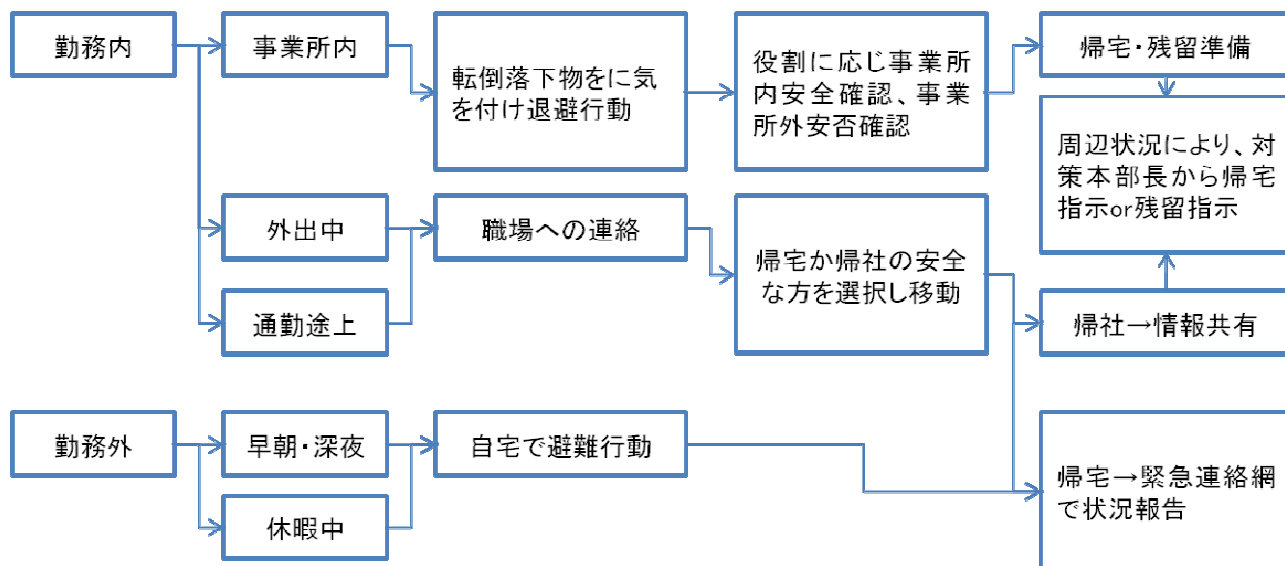 勤務内
事業所内
転倒落下物をに気
を付け退避行動
役割に応じ事業所
内安全確認、事業
所外安否確認
帰宅・残留準備
周辺状況により、対
策本部長から帰宅
指示or残留指示
外出中
職場への連絡
帰宅か帰社の安全
な方を選択し移動
通勤途上
帰社→情報共有
勤務外
早朝・深夜
自宅で避難行動
帰宅→緊急連絡網
で状況報告
休暇中